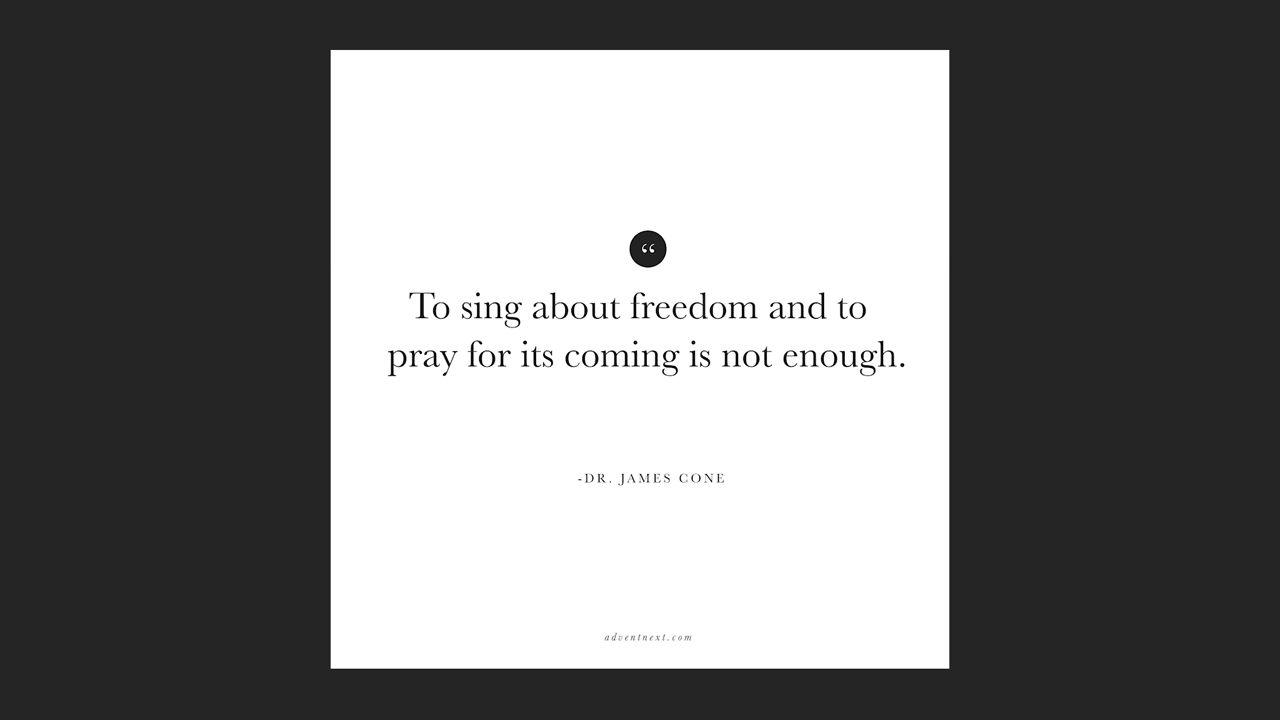 “
To sing about freedom and to
pray for its coming is not enough.
-DR. JAMES CONE
adventnext.com